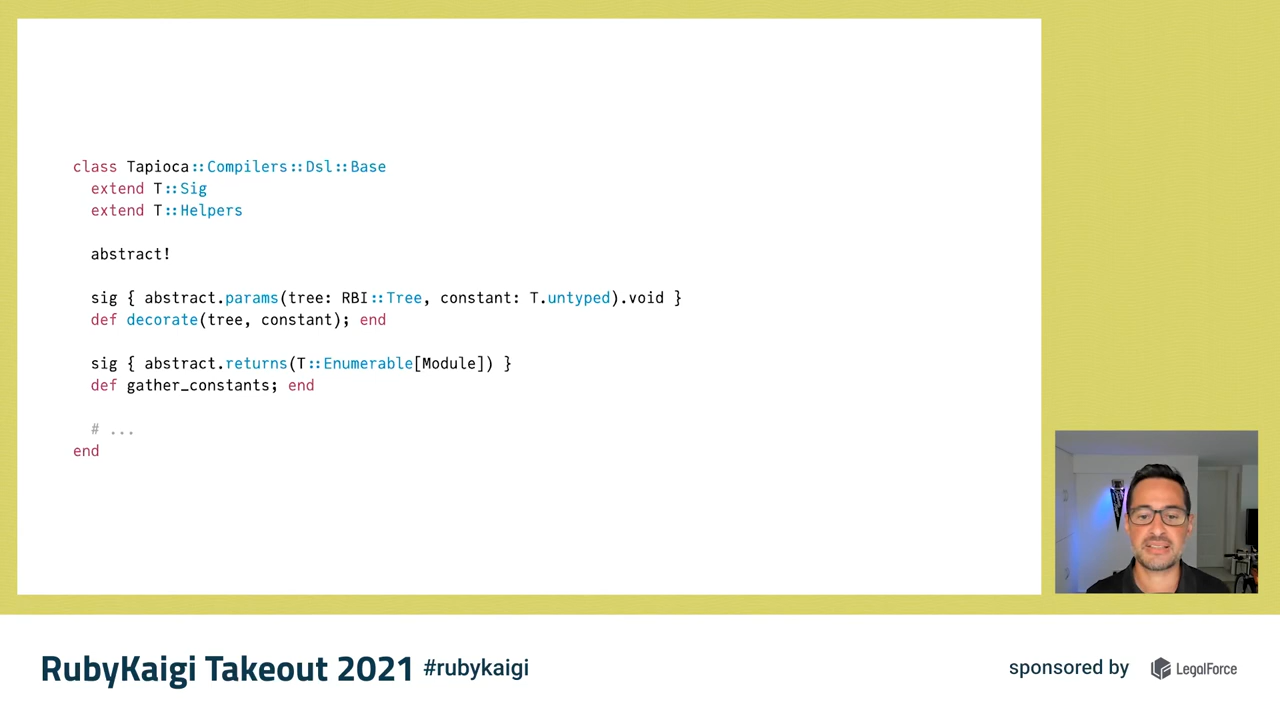 class Tapioca::Compilers::Dsl::Base
  extend T::Sig
  extend T::Helpers
  abstract!
  sig { abstract.params(tree: RBI::Tree, constant: T.untyped).void }
  def decorate(tree, constant); end
  sig { abstract.returns(T::Enumerable[Module]) }
  def gather_constants; end
  # ...
end
RubyKaigi Takeout 2021 #rubykaigi
sponsored by LegalForce